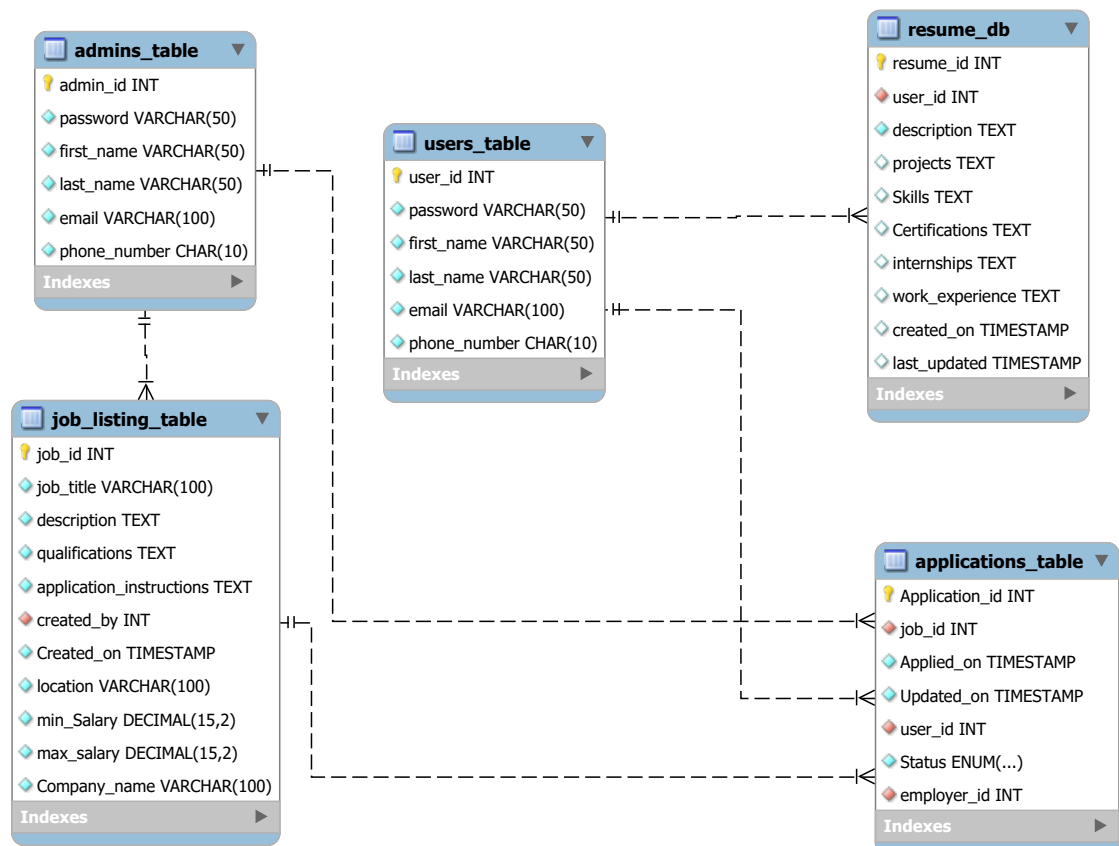 admins_table
admin_id INT
password VARCHAR(50)
first_name VARCHAR(50)
last_name VARCHAR(50)
email VARCHAR(100)
phone_number CHAR(10)
Indexes
users_table
user_id INT
password VARCHAR(50)
first_name VARCHAR(50)
last_name VARCHAR(50)
email VARCHAR(100)
phone_number CHAR(10)
Indexes
resume_db
resume_id INT
user_id INT
description TEXT
projects TEXT
Skills TEXT
Certifications TEXT
internships TEXT
work_experience TEXT
created_on TIMESTAMP
last_updated TIMESTAMP
Indexes
job_listing_table
job_id INT
job_title VARCHAR(100)
description TEXT
qualifications TEXT
application_instructions TEXT
created_by INT
Created_on TIMESTAMP
location VARCHAR(100)
min_Salary DECIMAL(15,2)
max_salary DECIMAL(15,2)
Company_name VARCHAR(100)
Indexes
applications_table
Application_id INT
job_id INT
Applied_on TIMESTAMP
Updated_on TIMESTAMP
user_id INT
Status ENUM(...)
employer_id INT
Indexes